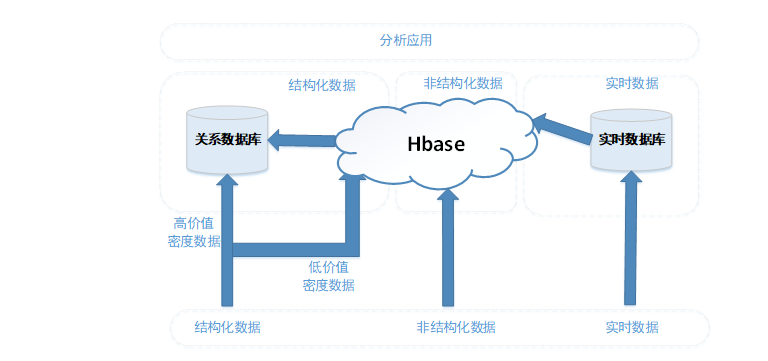 分析应用
结构化数据
非结构化数据
实时数据
关系数据库
Hbase
实时数据库
高价值
密度数据
低价值
密度数据
结构化数据
非结构化数据
实时数据